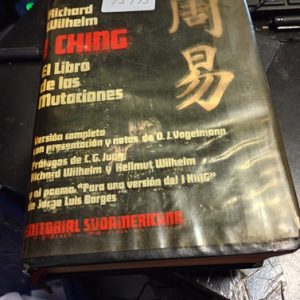 Richard
Wilhelm
I CHING
El Libro
de las
Mutaciones
周易
Versión completa
con presentación y notas de D.J. Vogelmann
Prólogos de C.G. Jung
Richard Wilhelm y Hellmut Wilhelm
y el poema "Para una versión del I KING"
de Jorge Luis Borges
EDITORIAL SUDAMERICANA